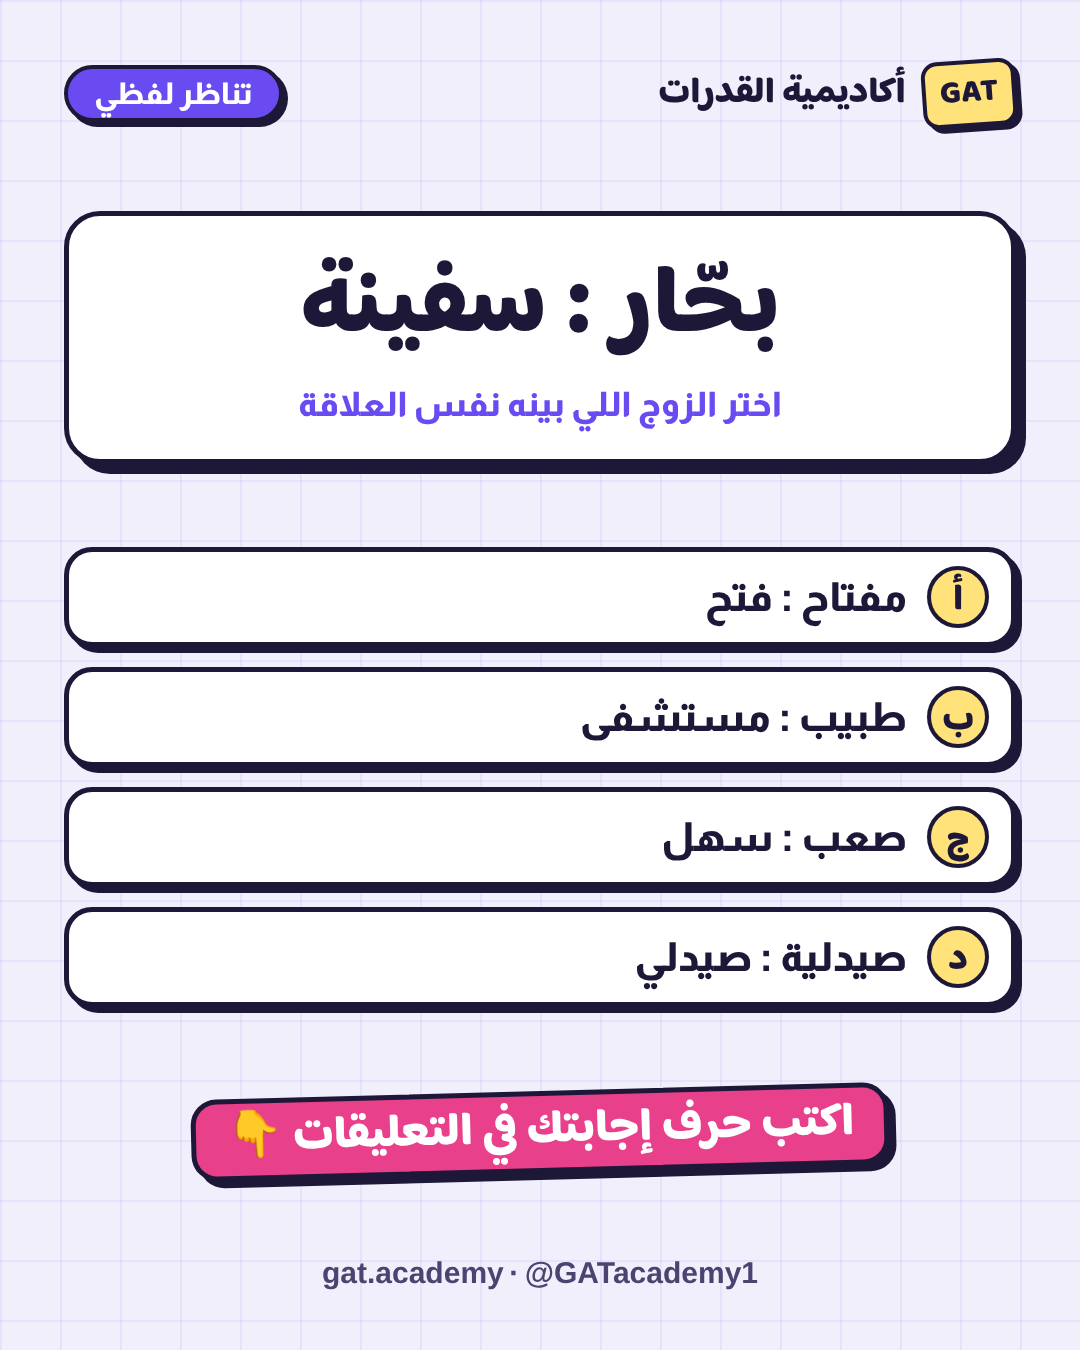 GAT أكاديمية القدرات
تناظر لفظي
بحّار : سفينة
اختر الزوج اللي بينه نفس العلاقة
أ مفتاح : فتح
ب طبيب : مستشفى
ج صعب : سهل
د صيدلية : صيدلي
اكتب حرف إجابتك في التعليقات 👇
gat.academy · @GATacademy1